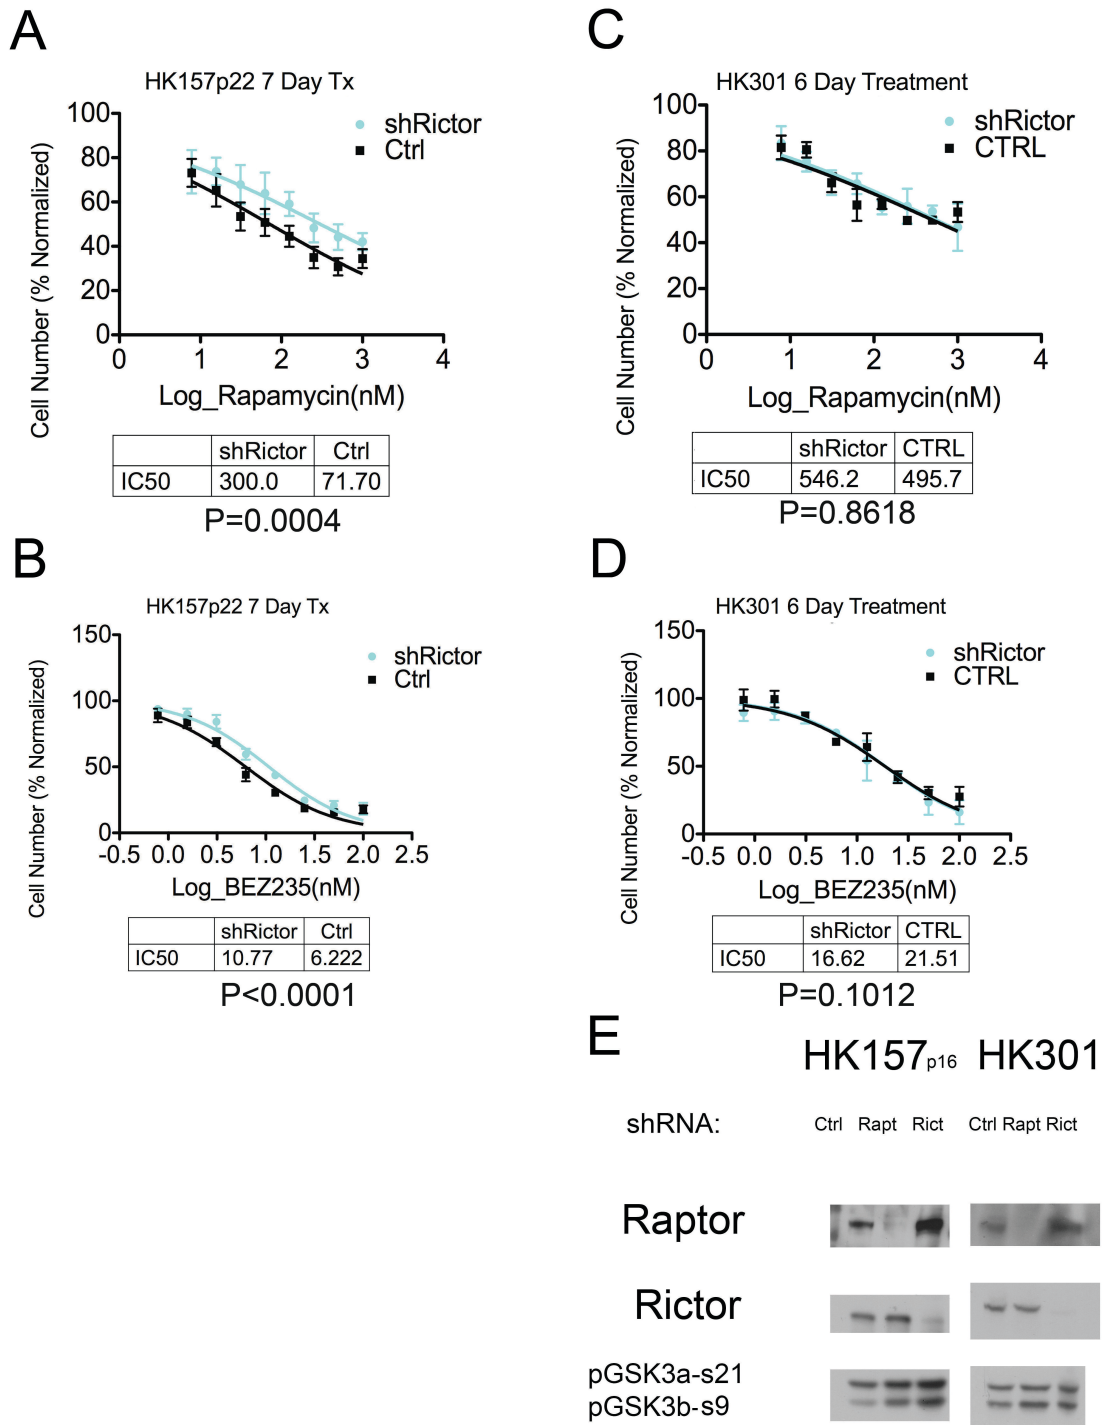 A
HK157p22 7 Day Tx
100
80
60
40
20
0
0 1 2 3 4
Cell Number (% Normalized)
Log_Rapamycin(nM)
shRictor
Ctrl
shRictor Ctrl
IC50 300.0 71.70
P=0.0004
B
HK157p22 7 Day Tx
150
100
50
0
-0.5 0.0 0.5 1.0 1.5 2.0 2.5
Cell Number (% Normalized)
Log_BEZ235(nM)
shRictor
Ctrl
shRictor Ctrl
IC50 10.77 6.222
P<0.0001
C
HK301 6 Day Treatment
100
80
60
40
20
0
0 1 2 3 4
Cell Number (% Normalized)
Log_Rapamycin(nM)
shRictor
CTRL
shRictor CTRL
IC50 546.2 495.7
P=0.8618
D
HK301 6 Day Treatment
150
100
50
0
-0.5 0.0 0.5 1.0 1.5 2.0 2.5
Cell Number (% Normalized)
Log_BEZ235(nM)
shRictor
CTRL
shRictor CTRL
IC50 16.62 21.51
P=0.1012
E
HK157p16 HK301
shRNA: Ctrl Rapt Rict Ctrl Rapt Rict
Raptor
Rictor
pGSK3a-s21
pGSK3b-s9